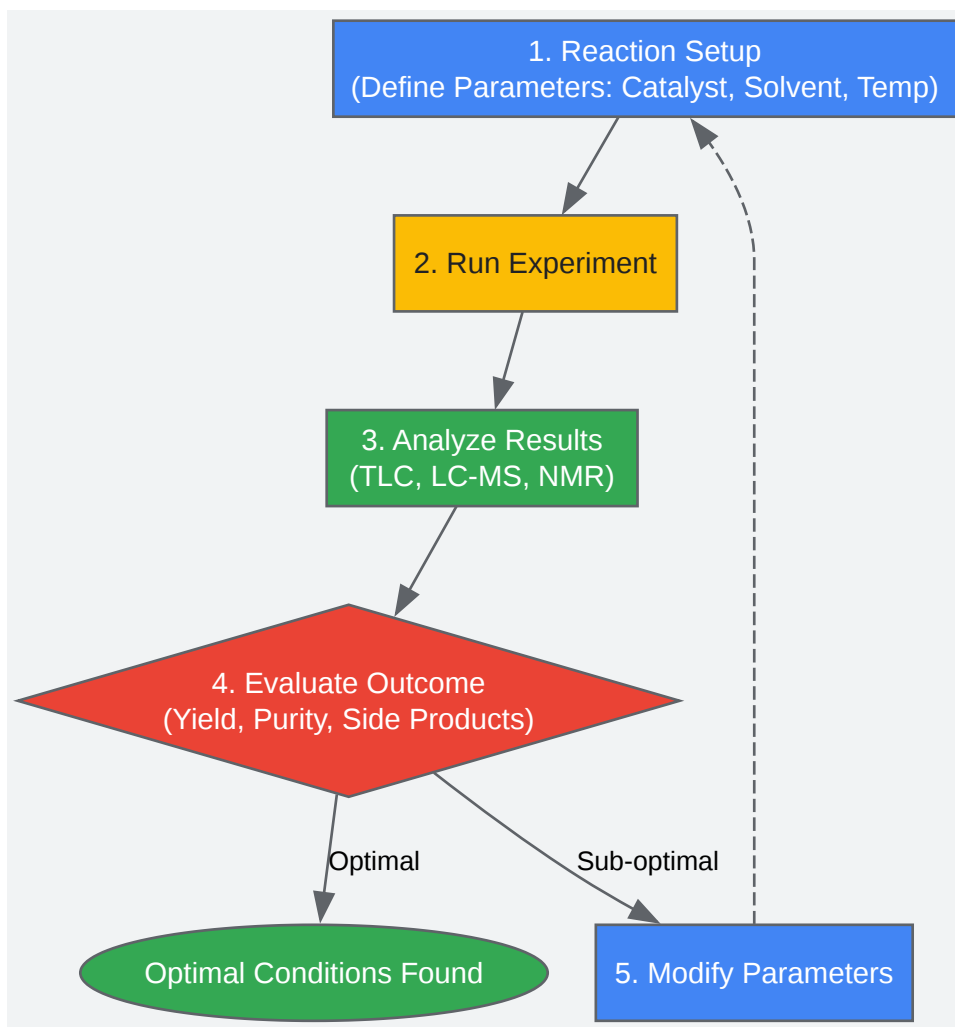 1. Reaction Setup
(Define Parameters: Catalyst, Solvent, Temp)
2. Run Experiment
3. Analyze Results
(TLC, LC-MS, NMR)
4. Evaluate Outcome
(Yield, Purity, Side Products)
Optimal
Sub-optimal
Optimal Conditions Found
5. Modify Parameters